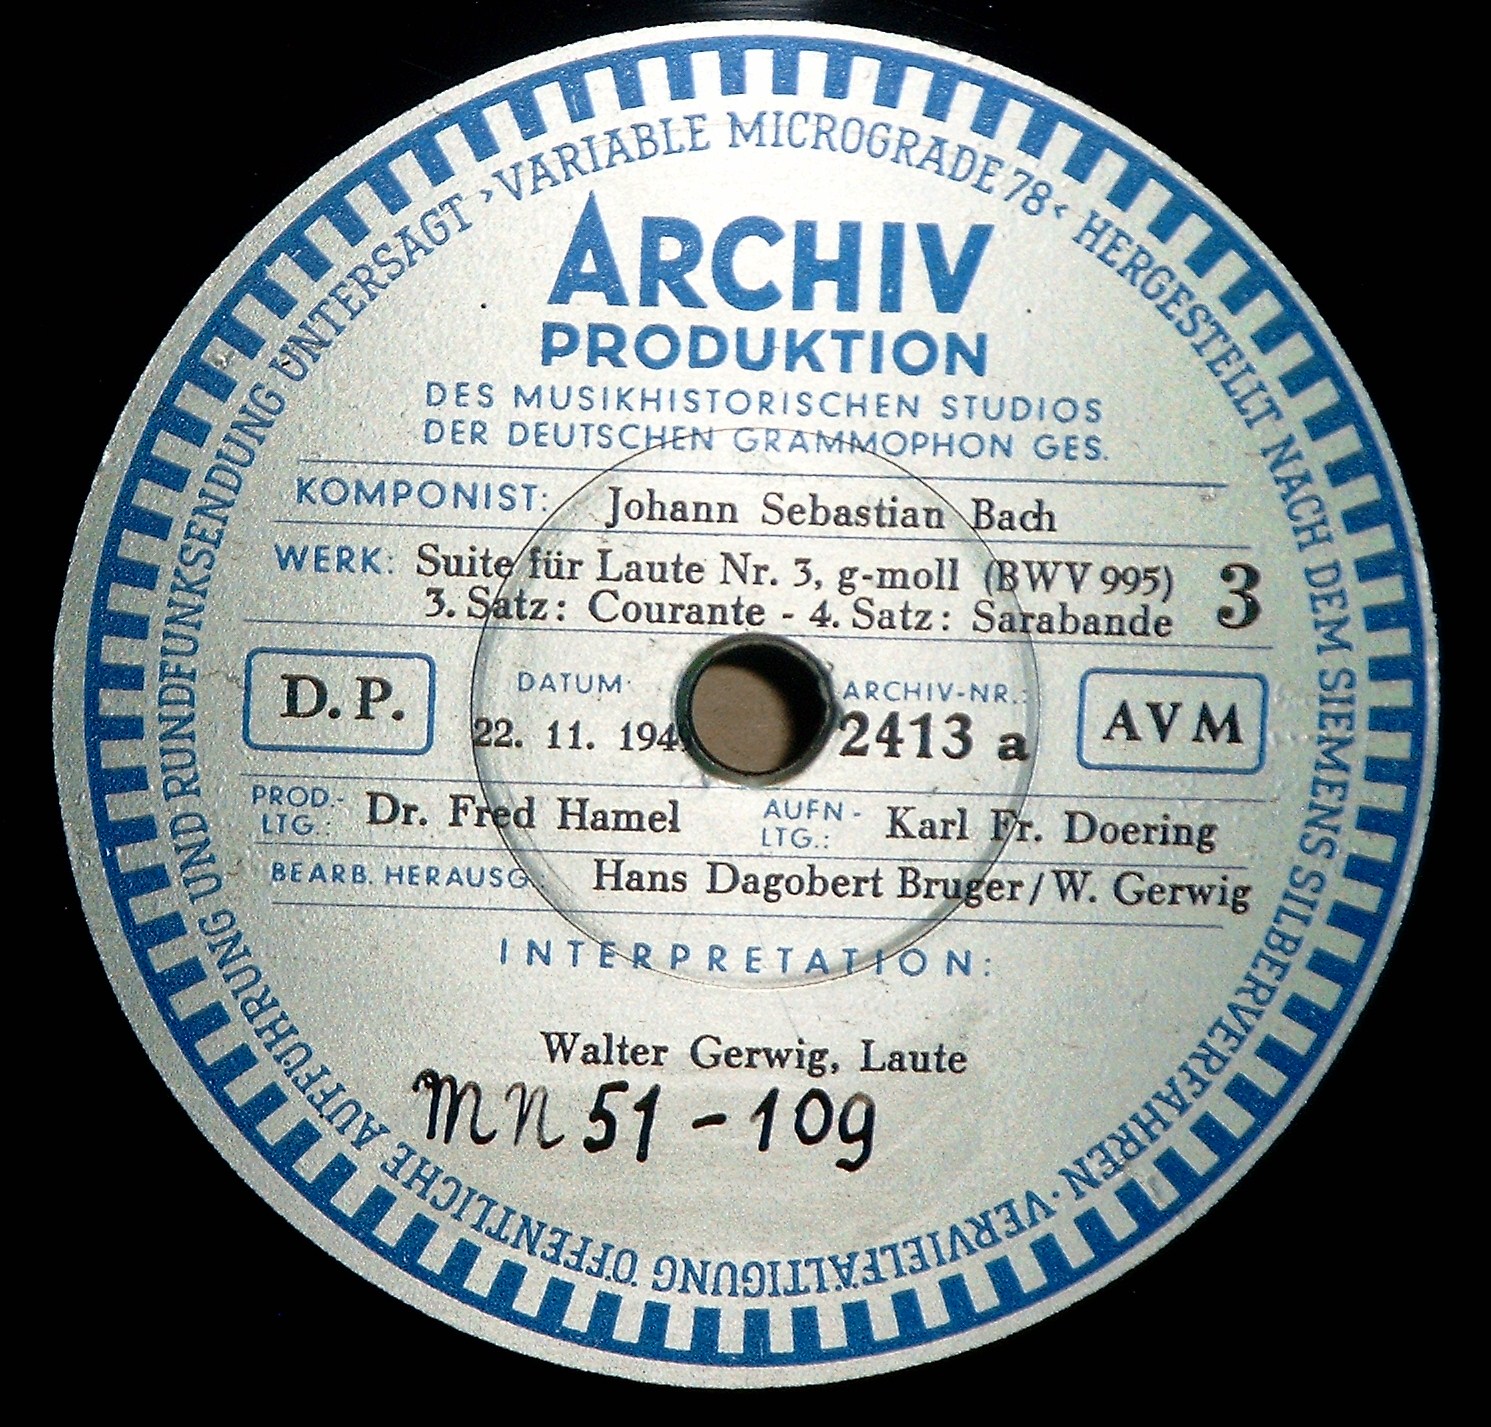 ›VARIABLE MICROGRADE 78‹ HERGESTELLT NACH DEM SIEMENS SILBERVERFAHREN · VERVIELFÄLTIGUNG ÖFFENTLICHE AUFFÜHRUNG UND RUNDFUNKSENDUNG UNTERSAGT
ARCHIV
PRODUKTION
DES MUSIKHISTORISCHEN STUDIOS
DER DEUTSCHEN GRAMMOPHON GES.
KOMPONIST: Johann Sebastian Bach
WERK: Suite für Laute Nr. 3, g-moll (BWV 995) 3
3. Satz: Courante - 4. Satz: Sarabande
D. P. DATUM: ARCHIV-NR.: AVM
22. 11. 194 2413 a
PROD.- LTG.: Dr. Fred Hamel AUFN- LTG.: Karl Fr. Doering
BEARB. HERAUSG.: Hans Dagobert Bruger/W. Gerwig
INTERPRETATION:
Walter Gerwig, Laute
mn 51-109